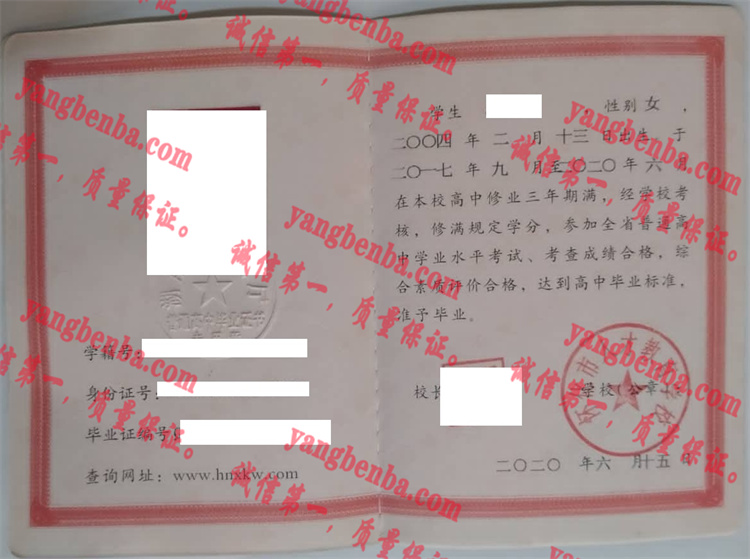 学籍号：
身份证号：
毕业证编号
查询网址：www.hnxkw.com
学生 ，性别 女 ，
二〇〇四 年 二 月 十三 日出生 于
二〇一七 年 九 月至二〇二〇 年 六 月
在本校高中修业三年期满，经学校考
核，修满规定学分，参加全省普通高
中学业水平考试、考查成绩合格，综
合素质评价合格，达到高中毕业标准，
准予毕业。
校长
学校（公章）
二〇二〇 年 六 月十五 日
yangbenba.com
诚信第一，质量保证。